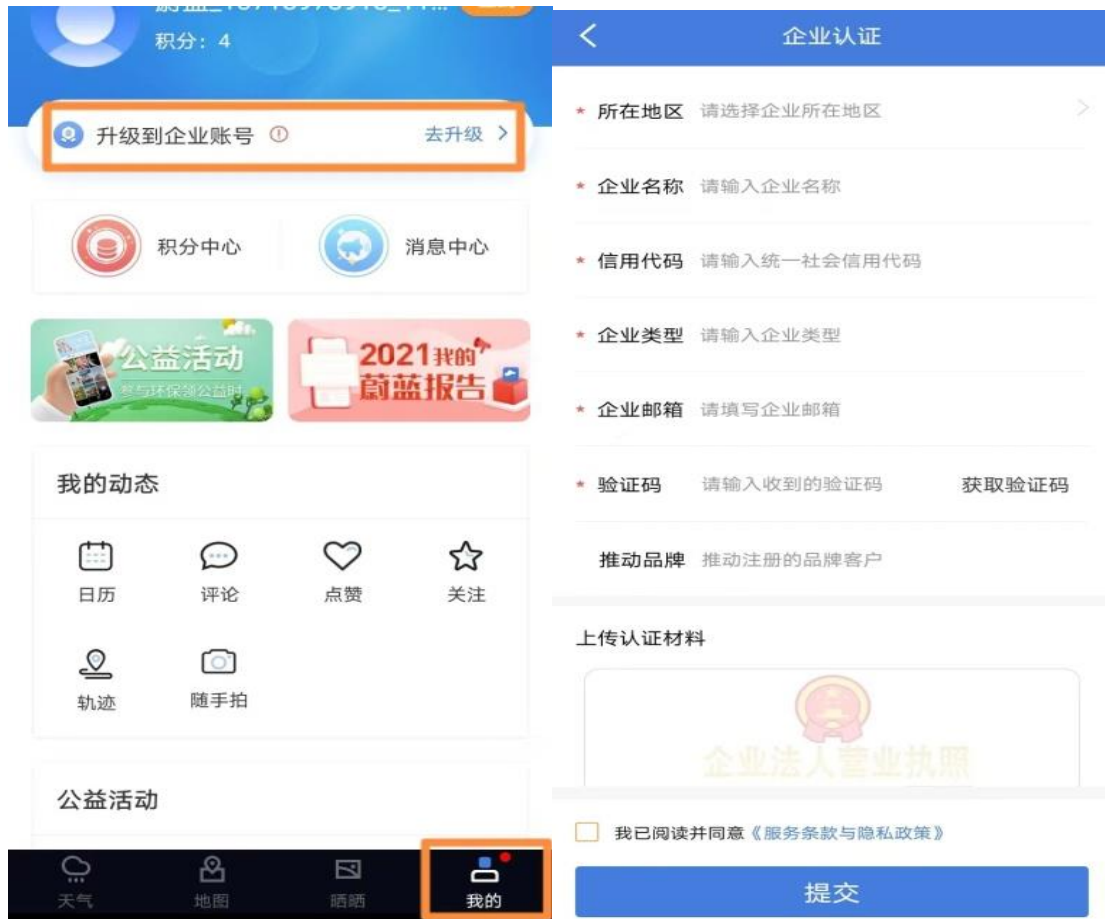 积分：4
升级到企业账号
去升级
积分中心
消息中心
公益活动
参与环保领公益时
2021我的
蔚蓝报告
我的动态
日历
评论
点赞
关注
轨迹
随手拍
公益活动
天气
地图
晒晒
我的
企业认证
* 所在地区 请选择企业所在地区
* 企业名称 请输入企业名称
* 信用代码 请输入统一社会信用代码
* 企业类型 请输入企业类型
* 企业邮箱 请填写企业邮箱
* 验证码 请输入收到的验证码 获取验证码
推动品牌 推动注册的品牌客户
上传认证材料
企业法人营业执照
我已阅读并同意《服务条款与隐私政策》
提交